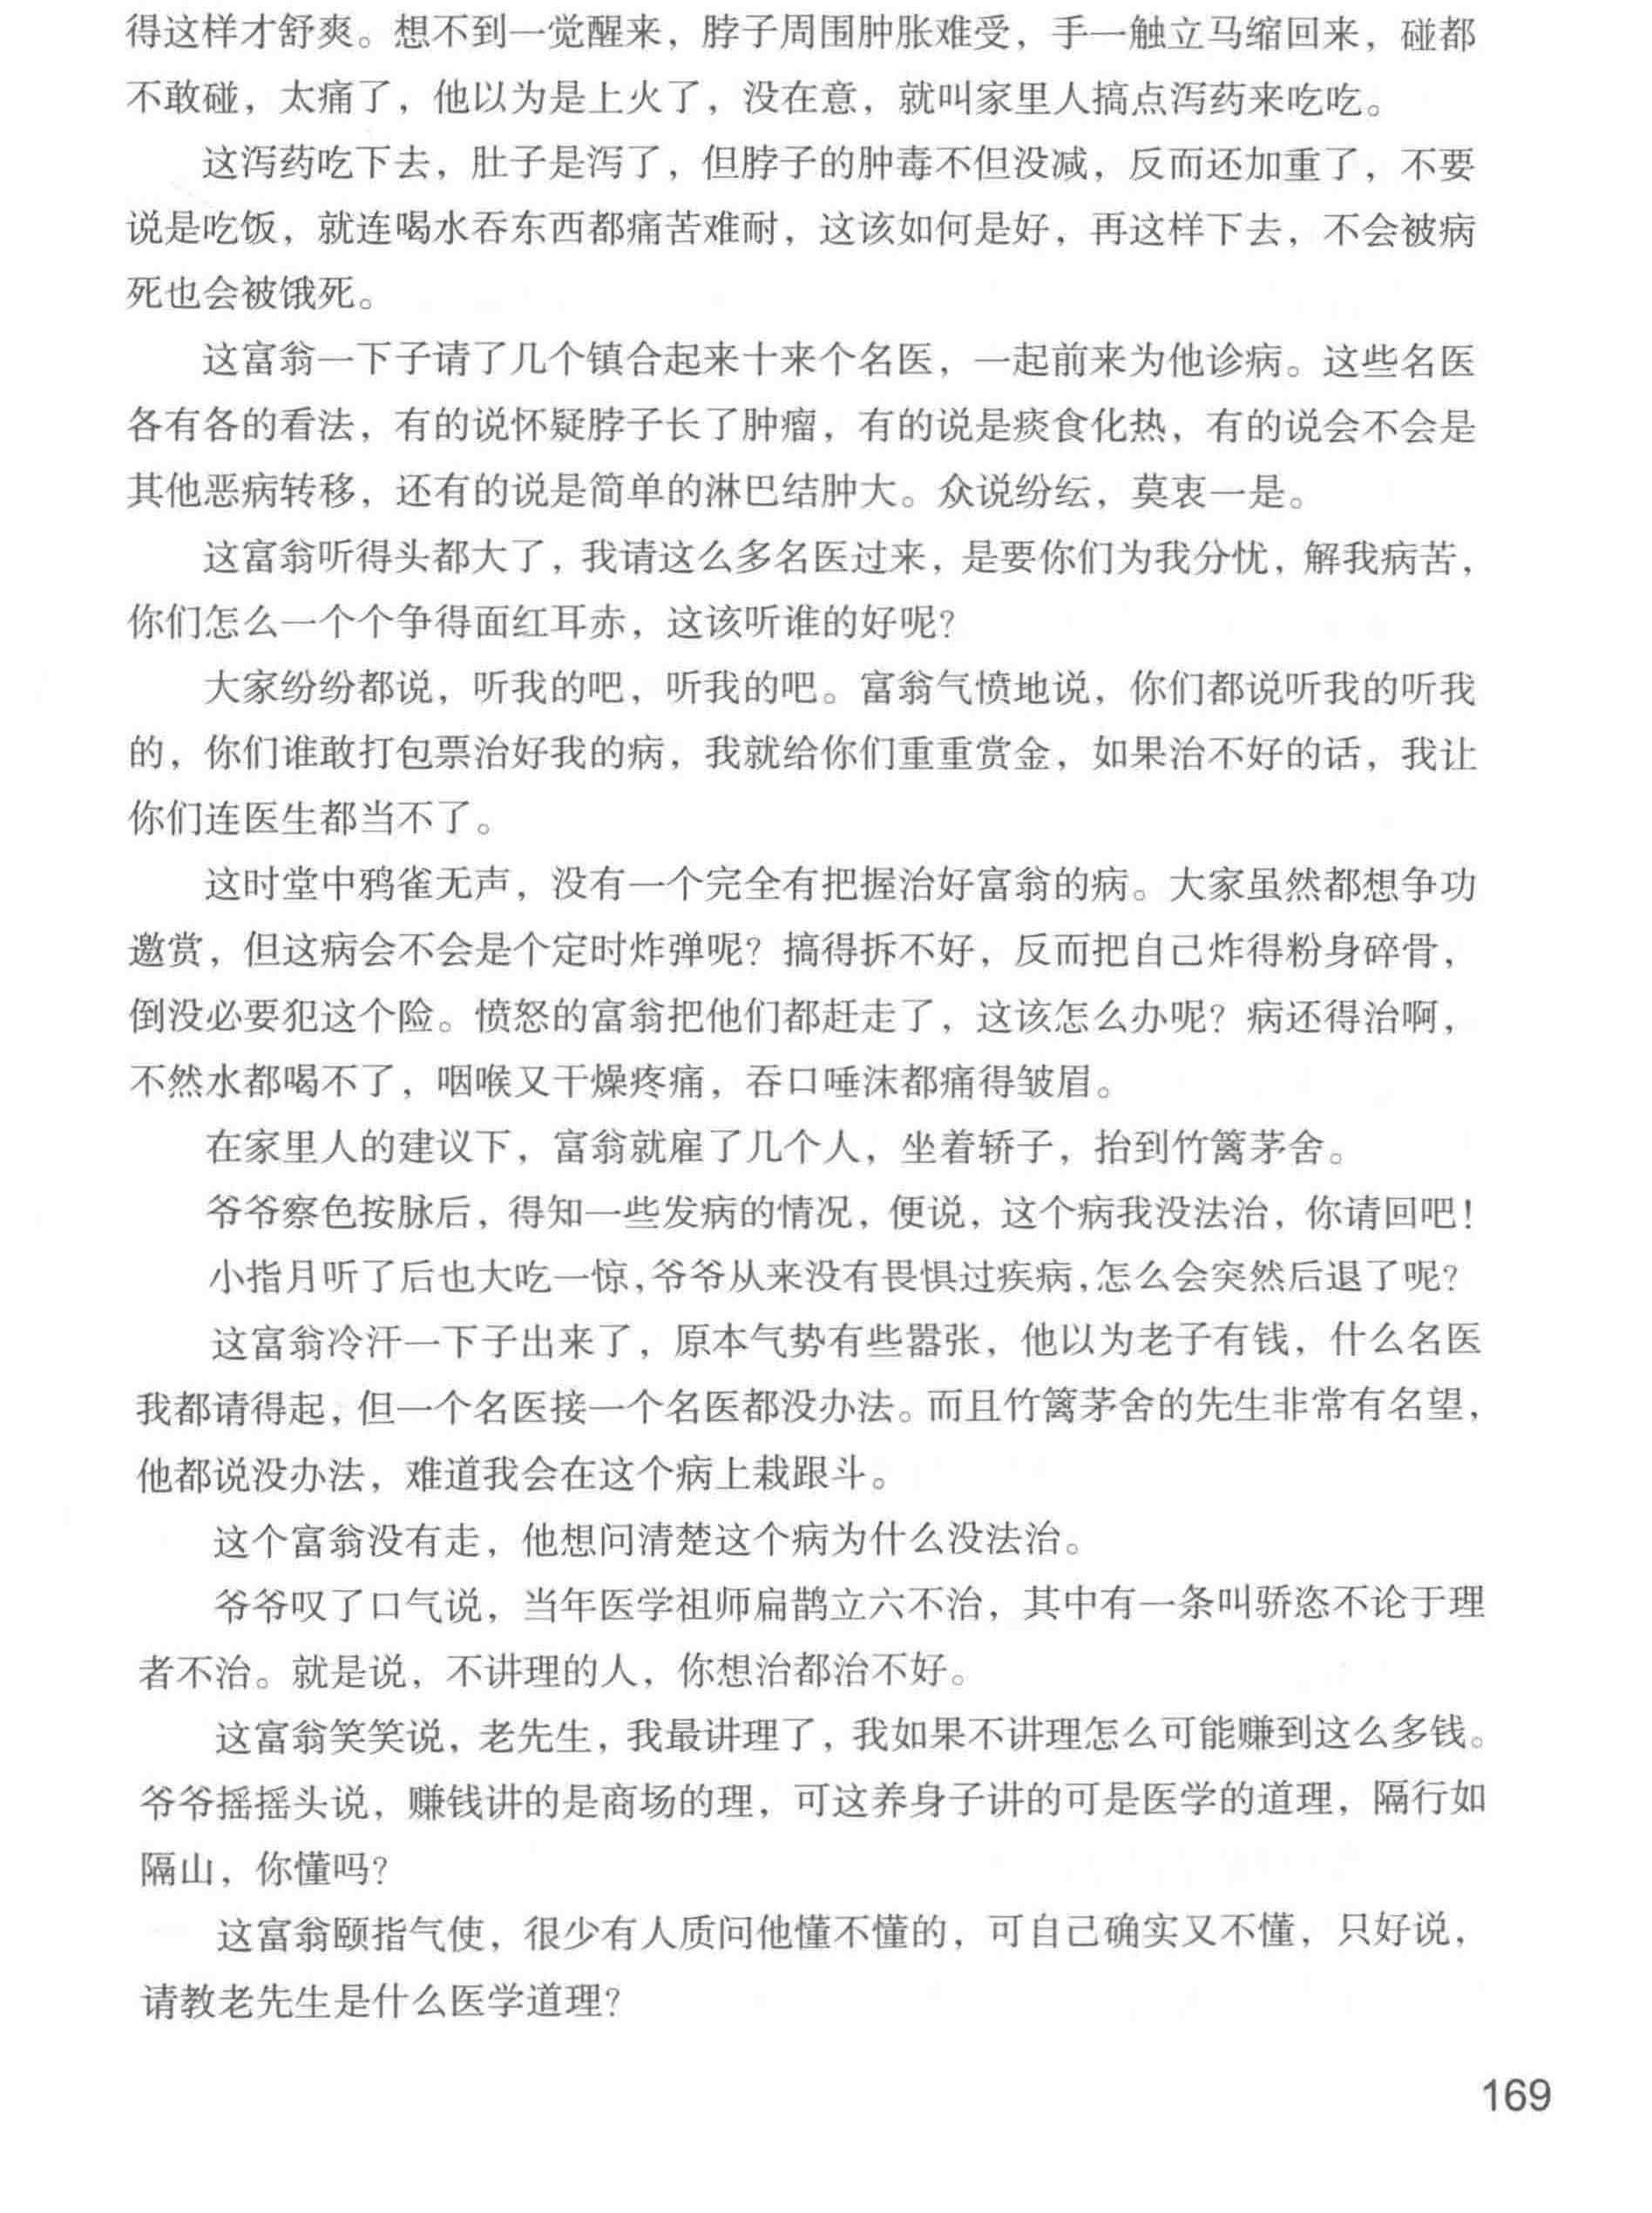 得这样才舒爽。想不到一觉醒来，脖子周围肿胀难受，手一触立马缩回来，碰都
不敢碰，太痛了，他以为是上火了，没在意，就叫家里人搞点泻药来吃吃。
这泻药吃下去，肚子是泻了，但脖子的肿毒不但没减，反而还加重了，不要
说是吃饭，就连喝水吞东西都痛苦难耐，这该如何是好，再这样下去，不会被病
死也会被饿死。
这富翁一下子请了几个镇合起来十来个名医，一起前来为他诊病。这些名医
各有各的看法，有的说怀疑脖子长了肿瘤，有的说是痰食化热，有的说会不会是
其他恶病转移，还有的说是简单的淋巴结肿大。众说纷纭，莫衷一是。
这富翁听得头都大了，我请这么多名医过来，是要你们为我分忧，解我病苦，
你们怎么一个个争得面红耳赤，这该听谁的好呢？
大家纷纷都说，听我的吧，听我的吧。富翁气愤地说，你们都说听我的听我
的，你们谁敢打包票治好我的病，我就给你们重重赏金，如果治不好的话，我让
你们连医生都当不了。
这时堂中鸦雀无声，没有一个完全有把握治好富翁的病。大家虽然都想争功
邀赏，但这病会不会是个定时炸弹呢？搞得拆不好，反而把自己炸得粉身碎骨，
倒没必要犯这个险。愤怒的富翁把他们都赶走了，这该怎么办呢？病还得治啊，
不然水都喝不了，咽喉又干燥疼痛，吞口唾沫都痛得皱眉。
在家里人的建议下，富翁就雇了几个人，坐着轿子，抬到竹篱茅舍。
爷爷察色按脉后，得知一些发病的情况，便说，这个病我没法治，你请回吧！
小指月听了后也大吃一惊，爷爷从来没有畏惧过疾病，怎么会突然后退了呢？
这富翁冷汗一下子出来了，原本气势有些嚣张，他以为老子有钱，什么名医
我都请得起，但一个名医接一个名医都没办法。而且竹篱茅舍的先生非常有名望，
他都说没办法，难道我会在这个病上栽跟斗。
这个富翁没有走，他想问清楚这个病为什么没法治。
爷爷叹了口气说，当年医学祖师扁鹊立六不治，其中有一条叫骄恣不论于理
者不治。就是说，不讲理的人，你想治都治不好。
这富翁笑笑说，老先生，我最讲理了，我如果不讲理怎么可能赚到这么多钱。
爷爷摇摇头说，赚钱讲的是商场的理，可这养身子讲的可是医学的道理，隔行如
隔山，你懂吗？
这富翁颐指气使，很少有人质问他懂不懂的，可自己确实又不懂，只好说，
请教老先生是什么医学道理？
169